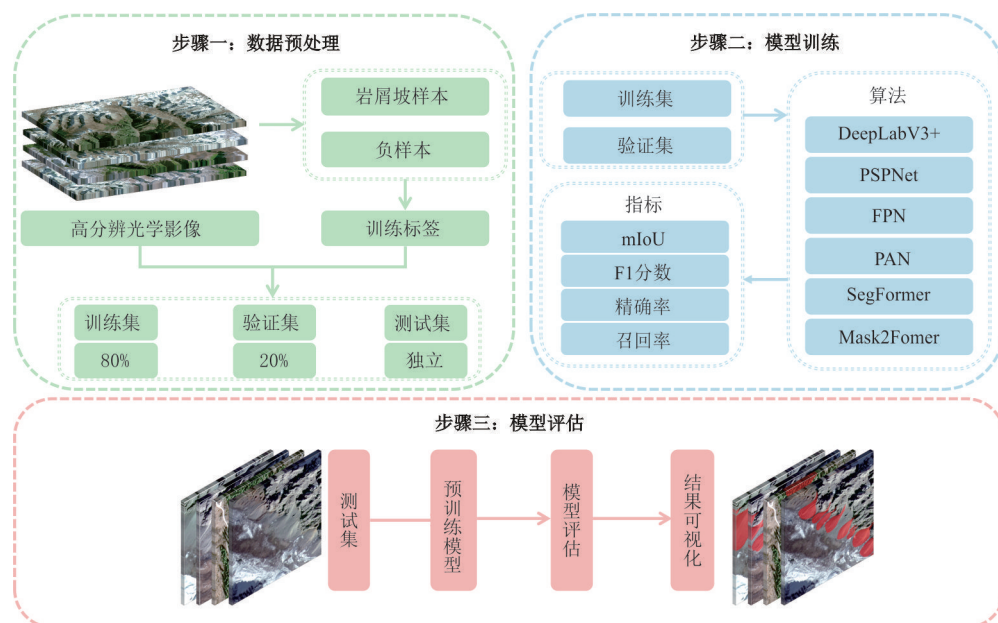 步骤一：数据预处理
岩屑坡样本
负样本
高分辨光学影像
训练标签
训练集
验证集
测试集
80%
20%
独立
步骤二：模型训练
训练集
验证集
算法
DeepLabV3+
PSPNet
FPN
PAN
SegFormer
Mask2Fomer
指标
mIoU
F1分数
精确率
召回率
步骤三：模型评估
测试集
预训练模型
模型评估
结果可视化